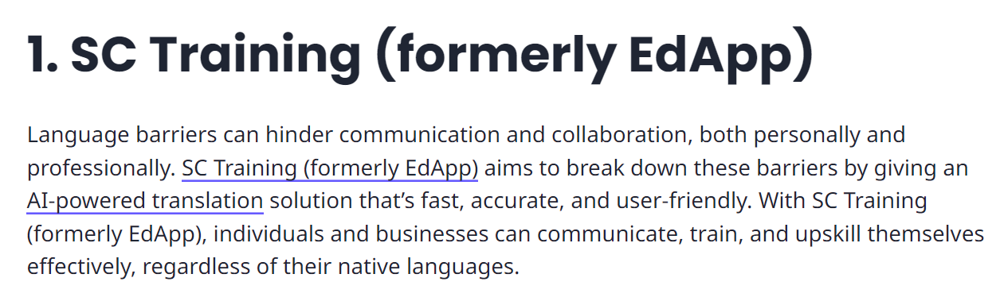 1. SC Training (formerly EdApp)
Language barriers can hinder communication and collaboration, both personally and
professionally. SC Training (formerly EdApp) aims to break down these barriers by giving an
AI-powered translation solution that’s fast, accurate, and user-friendly. With SC Training
(formerly EdApp), individuals and businesses can communicate, train, and upskill themselves
effectively, regardless of their native languages.